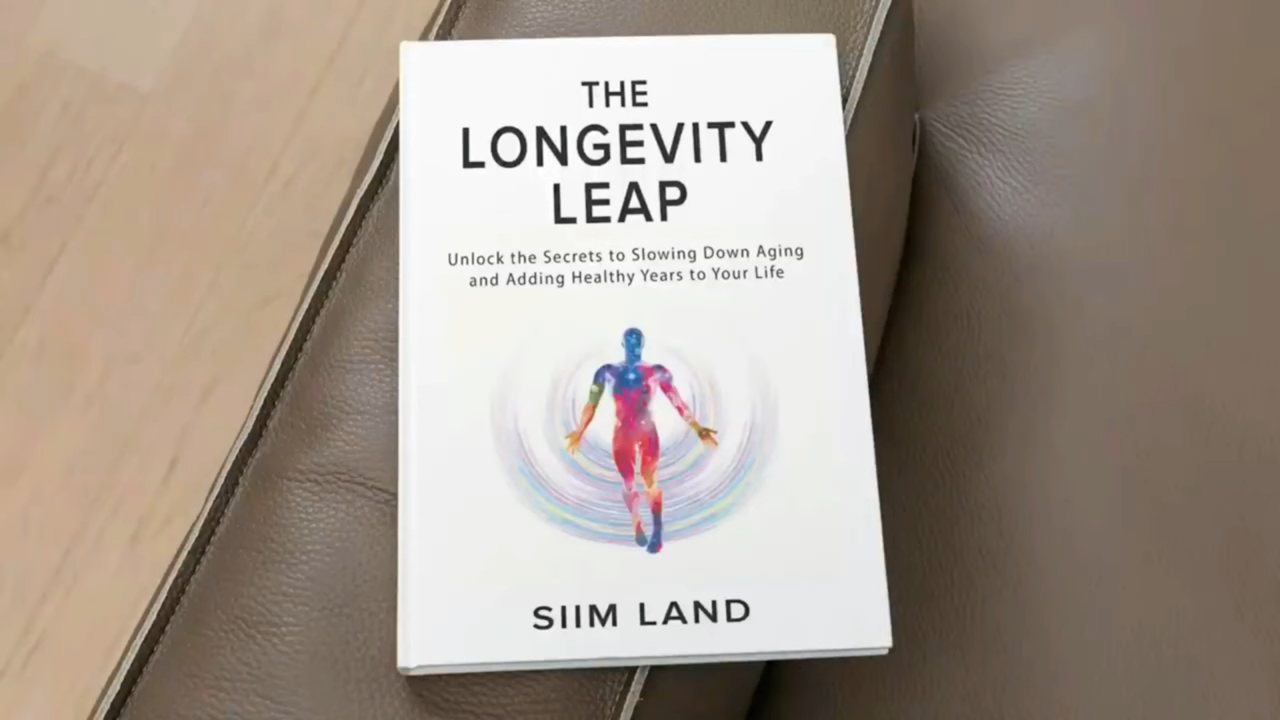 THE
LONGEVITY
LEAP
Unlock the Secrets to Slowing Down Aging
and Adding Healthy Years to Your Life
SIIM LAND